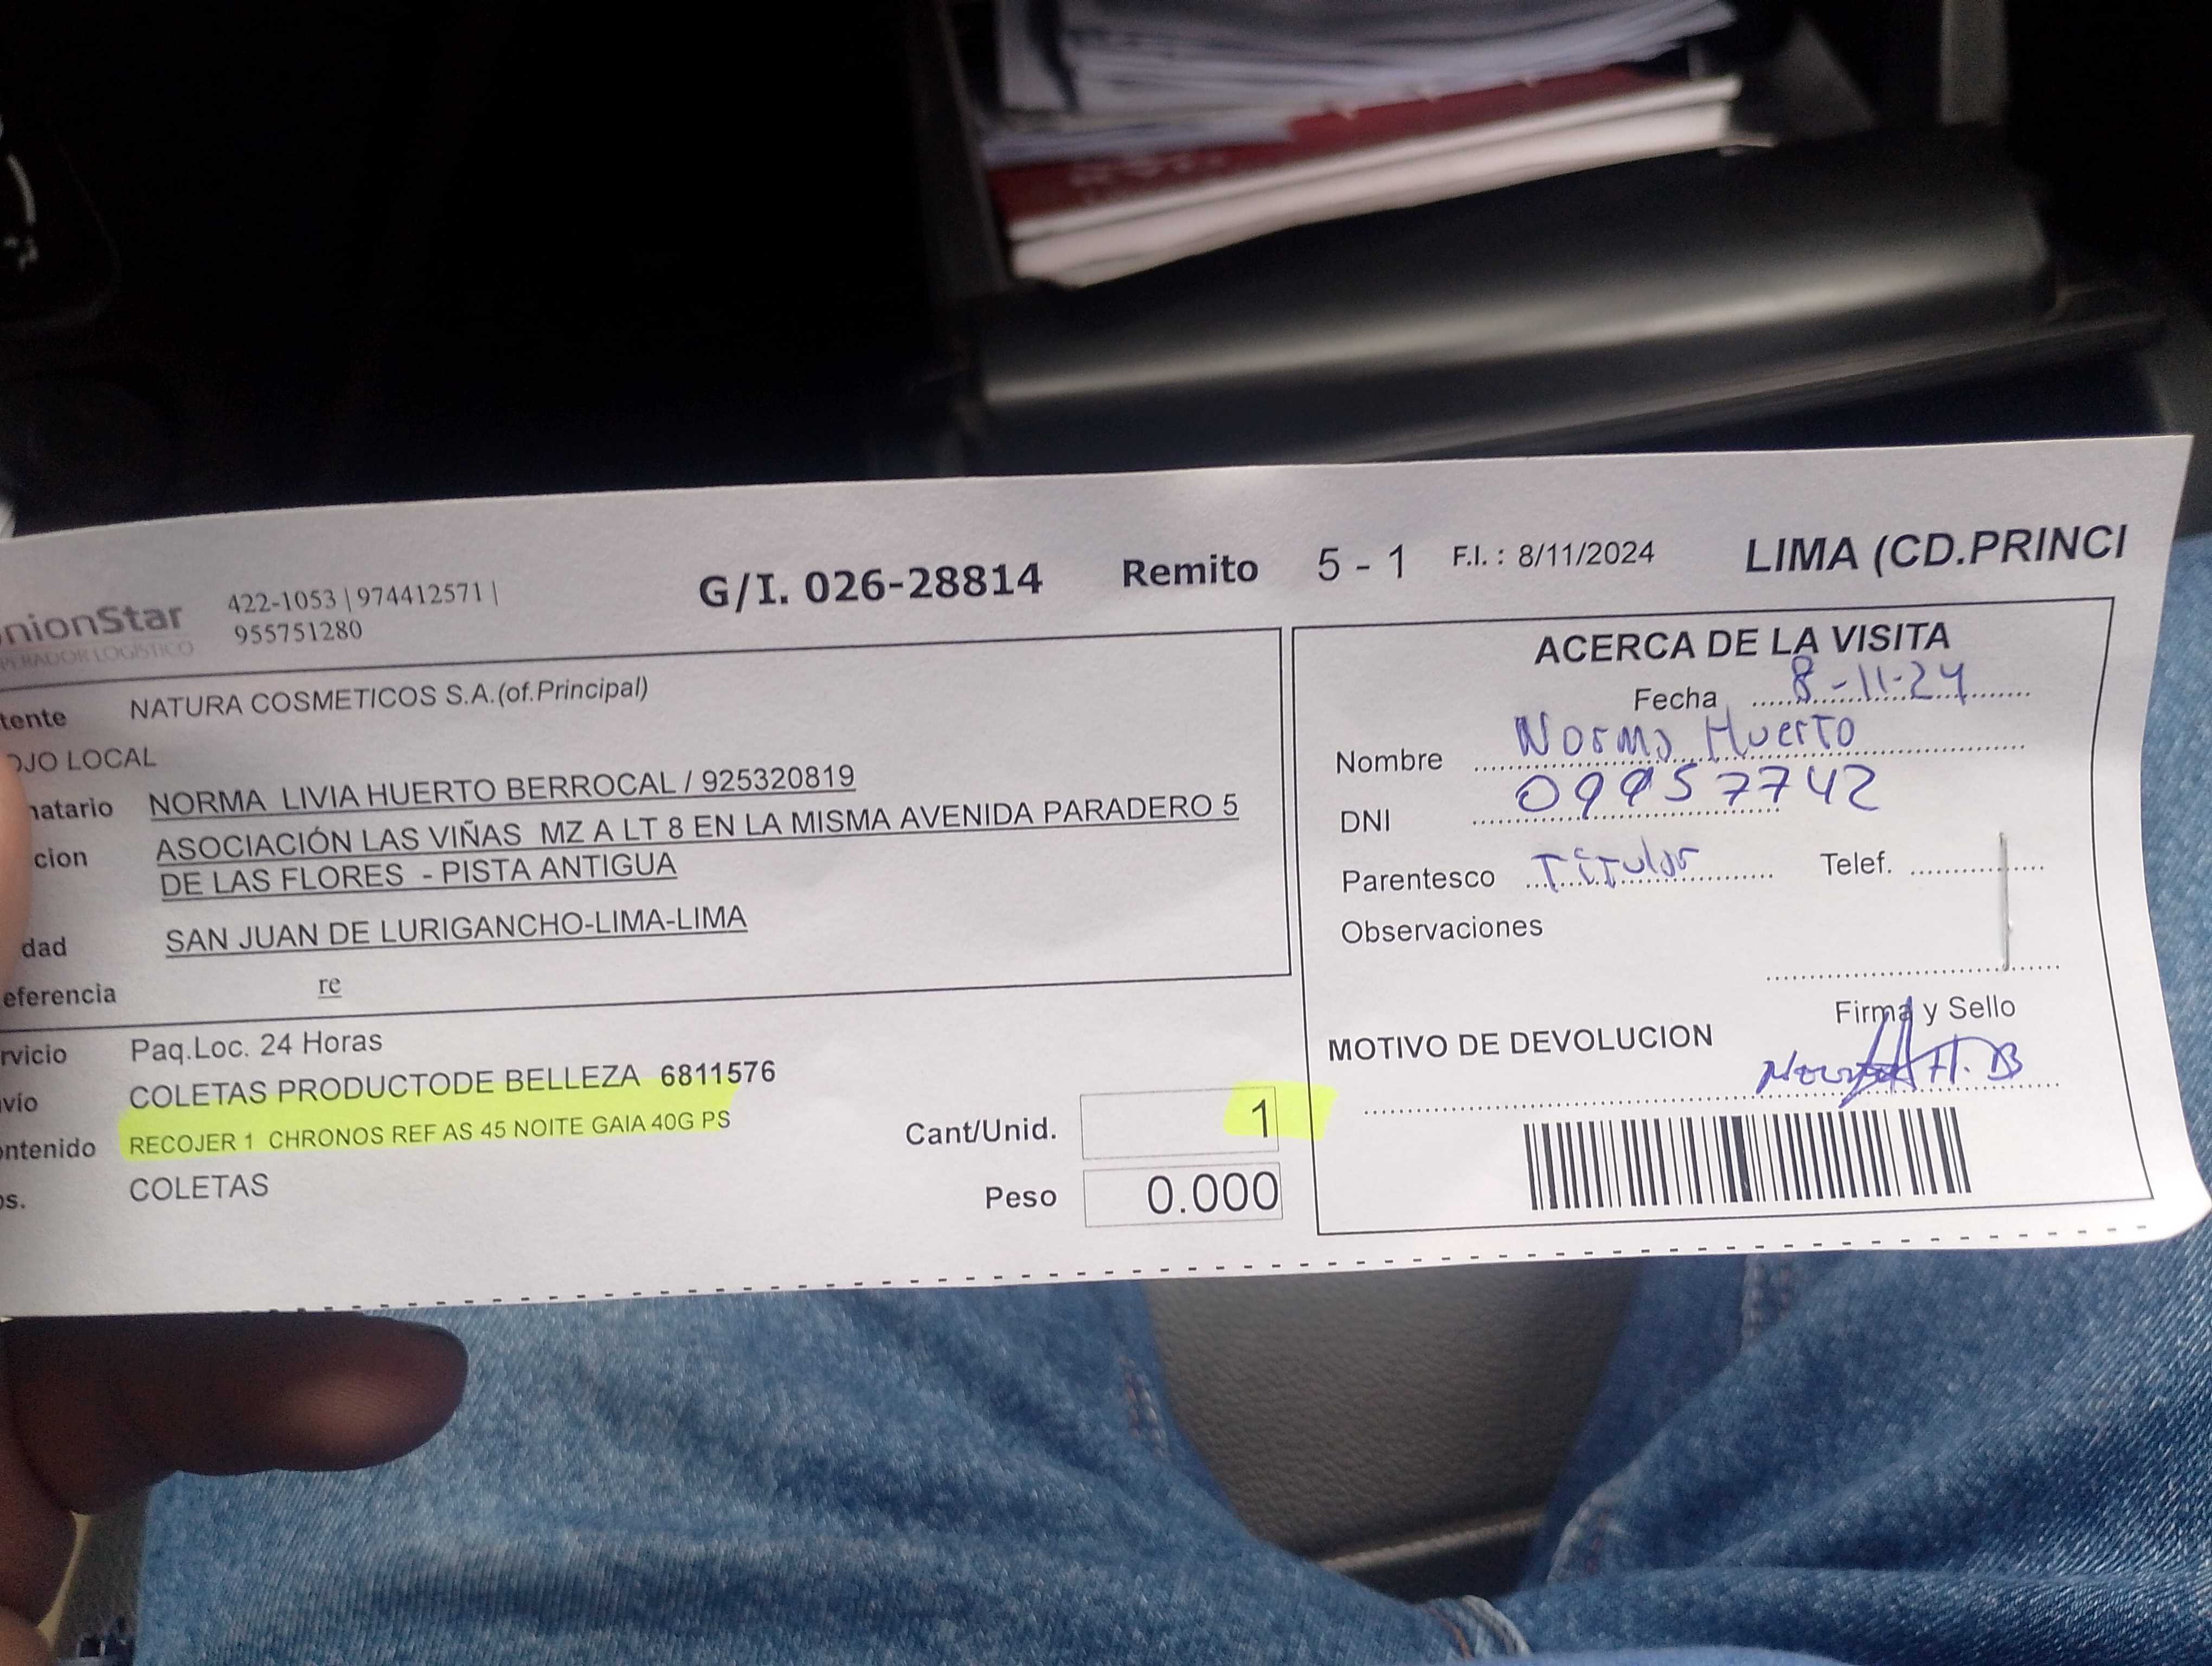 nionStar
PERADOR LOGÍSTICO
422-1053 | 974412571 |
955751280
G/I. 026-28814
Remito 5 - 1
F.I. : 8/11/2024
LIMA (CD.PRINCI
tente NATURA COSMETICOS S.A.(of.Principal)
OJO LOCAL
natario NORMA LIVIA HUERTO BERROCAL / 925320819
cion ASOCIACIÓN LAS VIÑAS MZ A LT 8 EN LA MISMA AVENIDA PARADERO 5
DE LAS FLORES - PISTA ANTIGUA
dad SAN JUAN DE LURIGANCHO-LIMA-LIMA
eferencia re
rvicio Paq.Loc. 24 Horas
vío COLETAS PRODUCTODE BELLEZA 6811576
ontenido RECOJER 1 CHRONOS REF AS 45 NOITE GAIA 40G PS
os. COLETAS
Cant/Unid. 1
Peso 0.000
ACERCA DE LA VISITA
Fecha 8-11-24
Nombre Norma Huerto
DNI 09957742
Parentesco Titular Telef.
Observaciones
Firma y Sello
MOTIVO DE DEVOLUCION
H.B